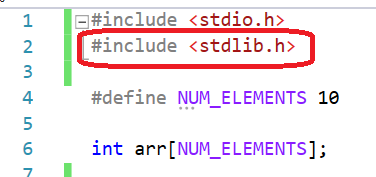 1 #include <stdio.h>
2 #include <stdlib.h>
3
4 #define NUM_ELEMENTS 10
5
6 int arr[NUM_ELEMENTS];
7